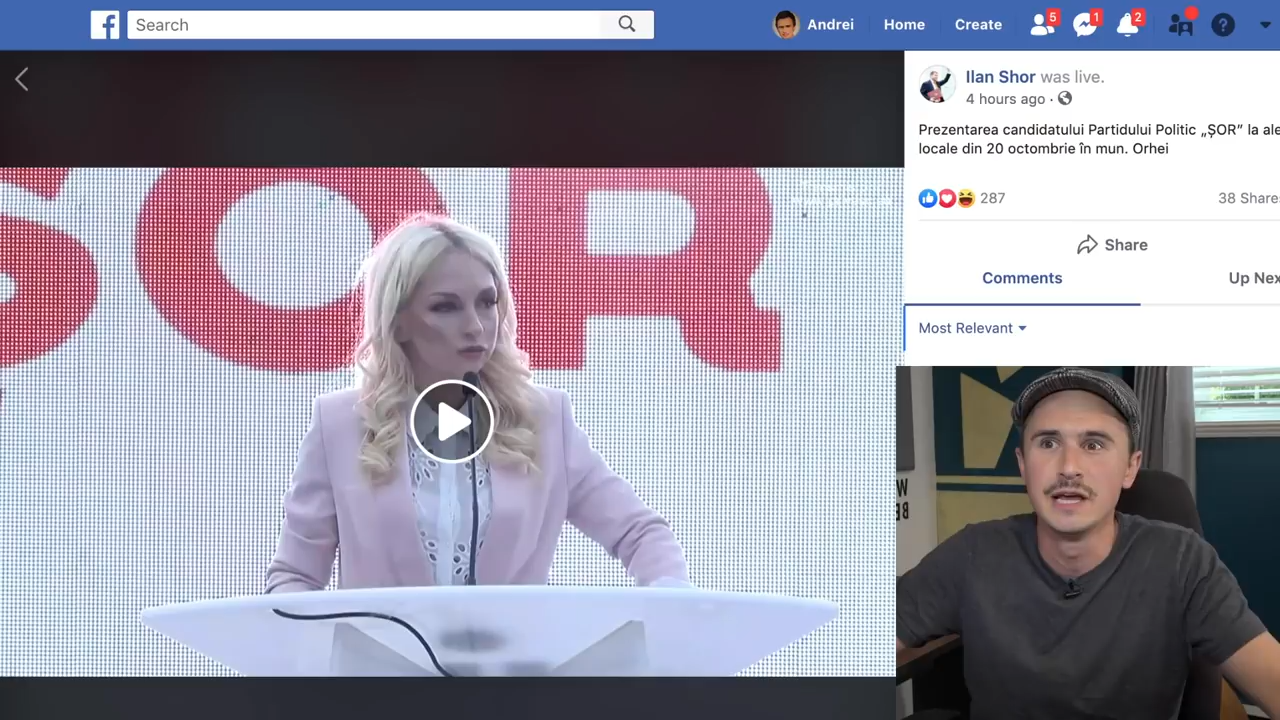 f
Search
Andrei
Home
Create
5
1
2
?
Ilan Shor was live.
4 hours ago ·
Prezentarea candidatului Partidului Politic „ȘOR” la ale
locale din 20 octombrie în mun. Orhei
287
38 Shares
Share
Comments
Up Nex
Most Relevant
ȘOR